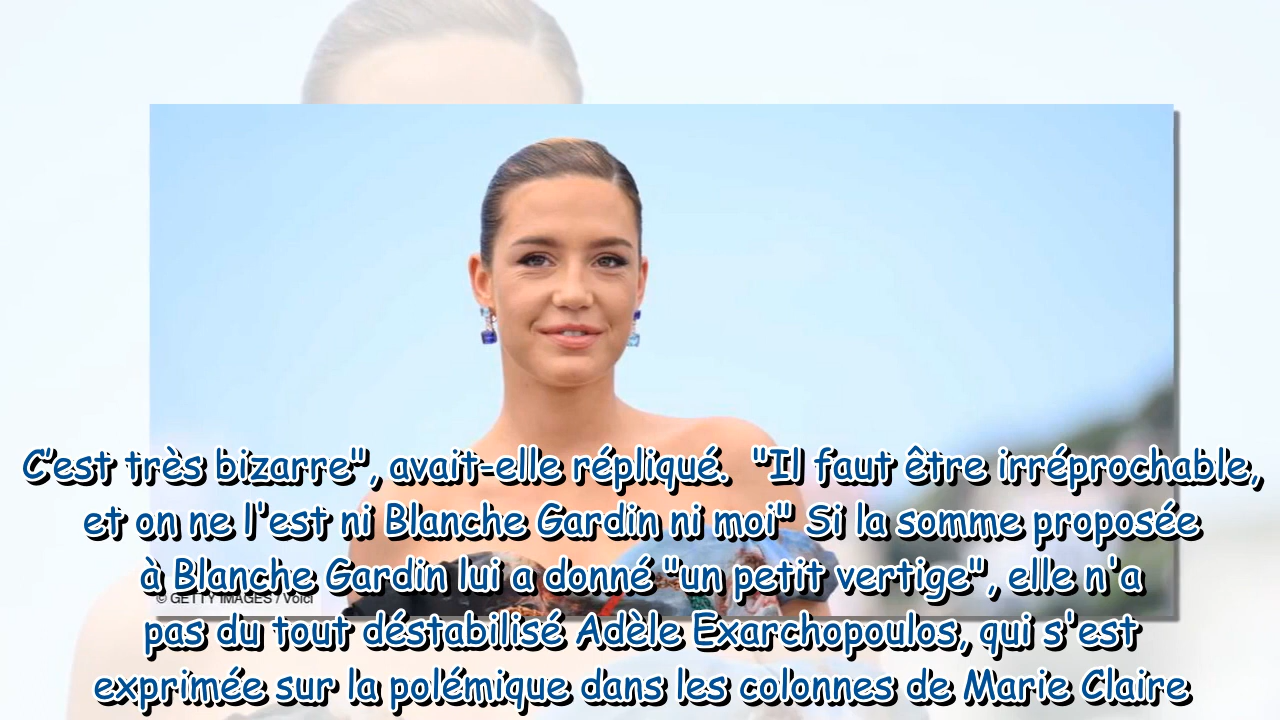 C'est très bizarre", avait-elle répliqué.  "Il faut être irréprochable,
et on ne l'est ni Blanche Gardin ni moi" Si la somme proposée
à Blanche Gardin lui a donné "un petit vertige", elle n'a
© GETTY IMAGES / Voici
pas du tout déstabilisé Adèle Exarchopoulos, qui s'est
exprimée sur la polémique dans les colonnes de Marie Claire